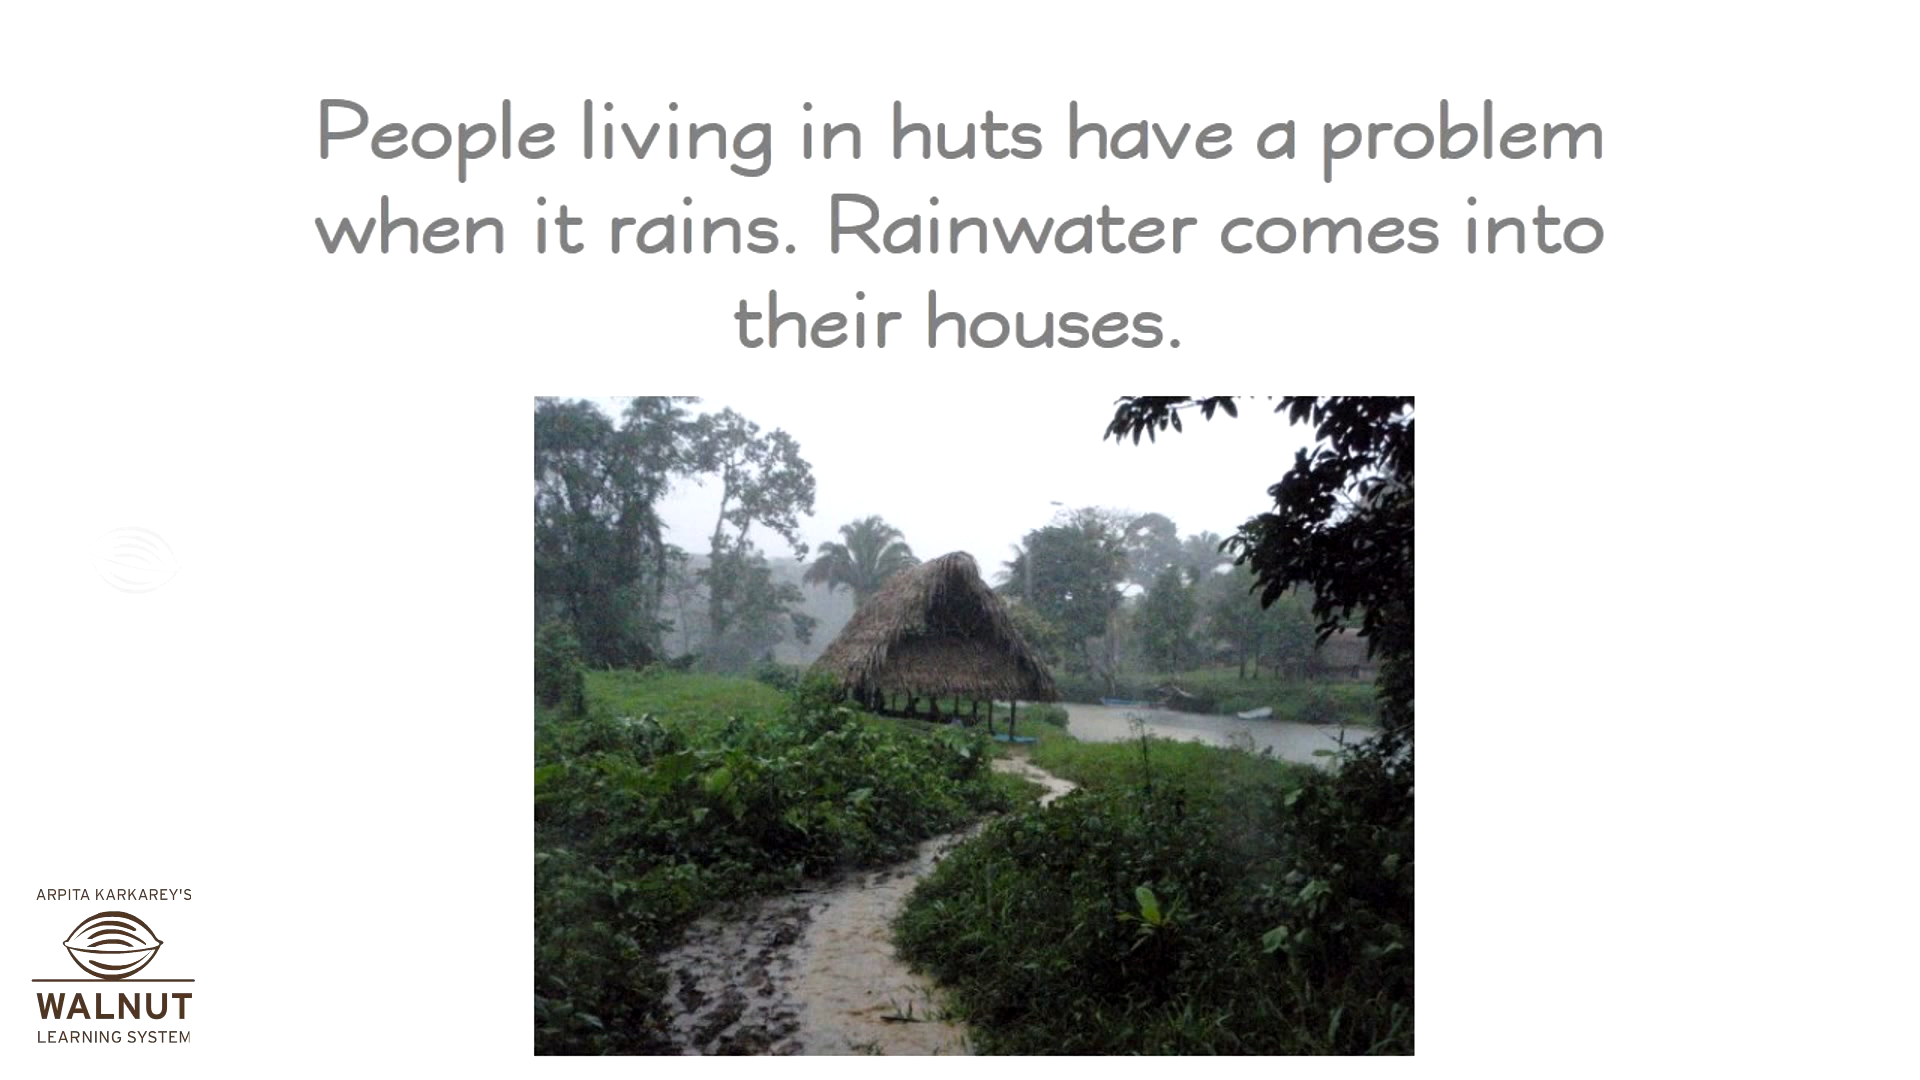 People living in huts have a problem
when it rains. Rainwater comes into
their houses.
ARPITA KARKAREY'S
WALNUT
LEARNING SYSTEM